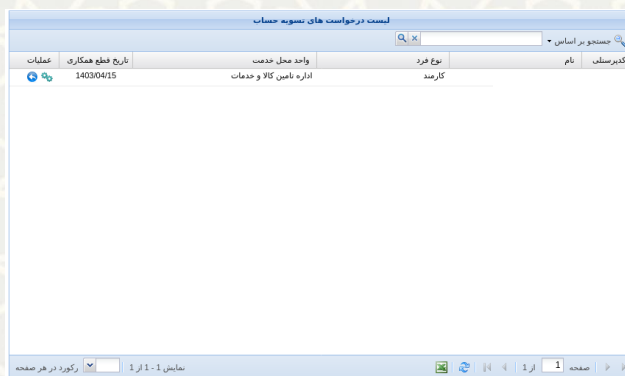 لیست درخواست های تسویه حساب
جستجو بر اساس
کدپرسنلی نام نوع فرد واحد محل خدمت تاریخ قطع همکاری عملیات
کارمند اداره تامین کالا و خدمات 1403/04/15
صفحه 1 از 1 نمایش 1 - 1 از 1 رکورد در هر صفحه